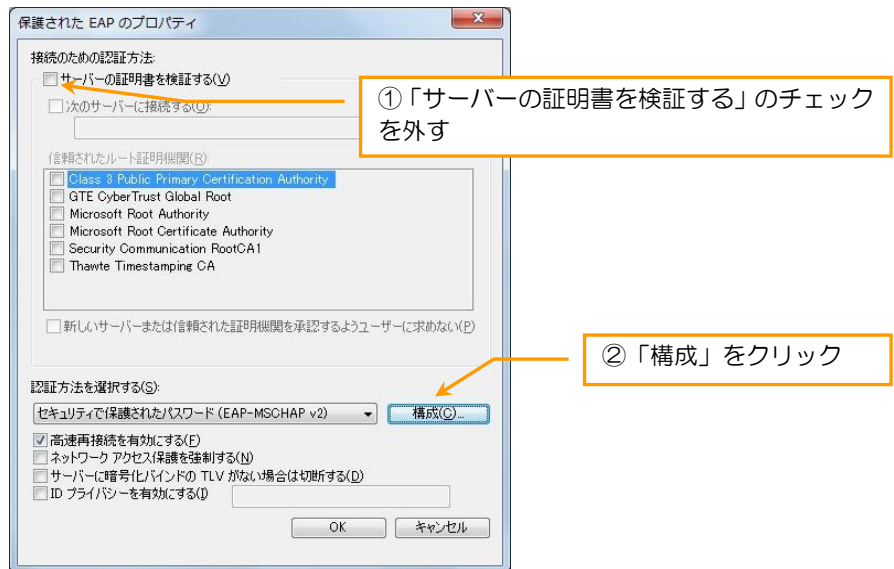 保護された EAP のプロパティ
接続のための認証方法:
サーバーの証明書を検証する(V)
次のサーバーに接続する(O):
①「サーバーの証明書を検証する」のチェック
を外す
信頼されたルート証明機関(R):
Class 3 Public Primary Certification Authority
GTE CyberTrust Global Root
Microsoft Root Authority
Microsoft Root Certificate Authority
Security Communication RootCA1
Thawte Timestamping CA
新しいサーバーまたは信頼された証明機関を承認するようユーザーに求めない(P)
②「構成」をクリック
認証方法を選択する(S):
セキュリティで保護されたパスワード (EAP-MSCHAP v2)
構成(C)...
高速再接続を有効にする(F)
ネットワーク アクセス保護を強制する(N)
サーバーに暗号化バインドの TLV がない場合は切断する(D)
ID プライバシーを有効にする(I)
OK
キャンセル